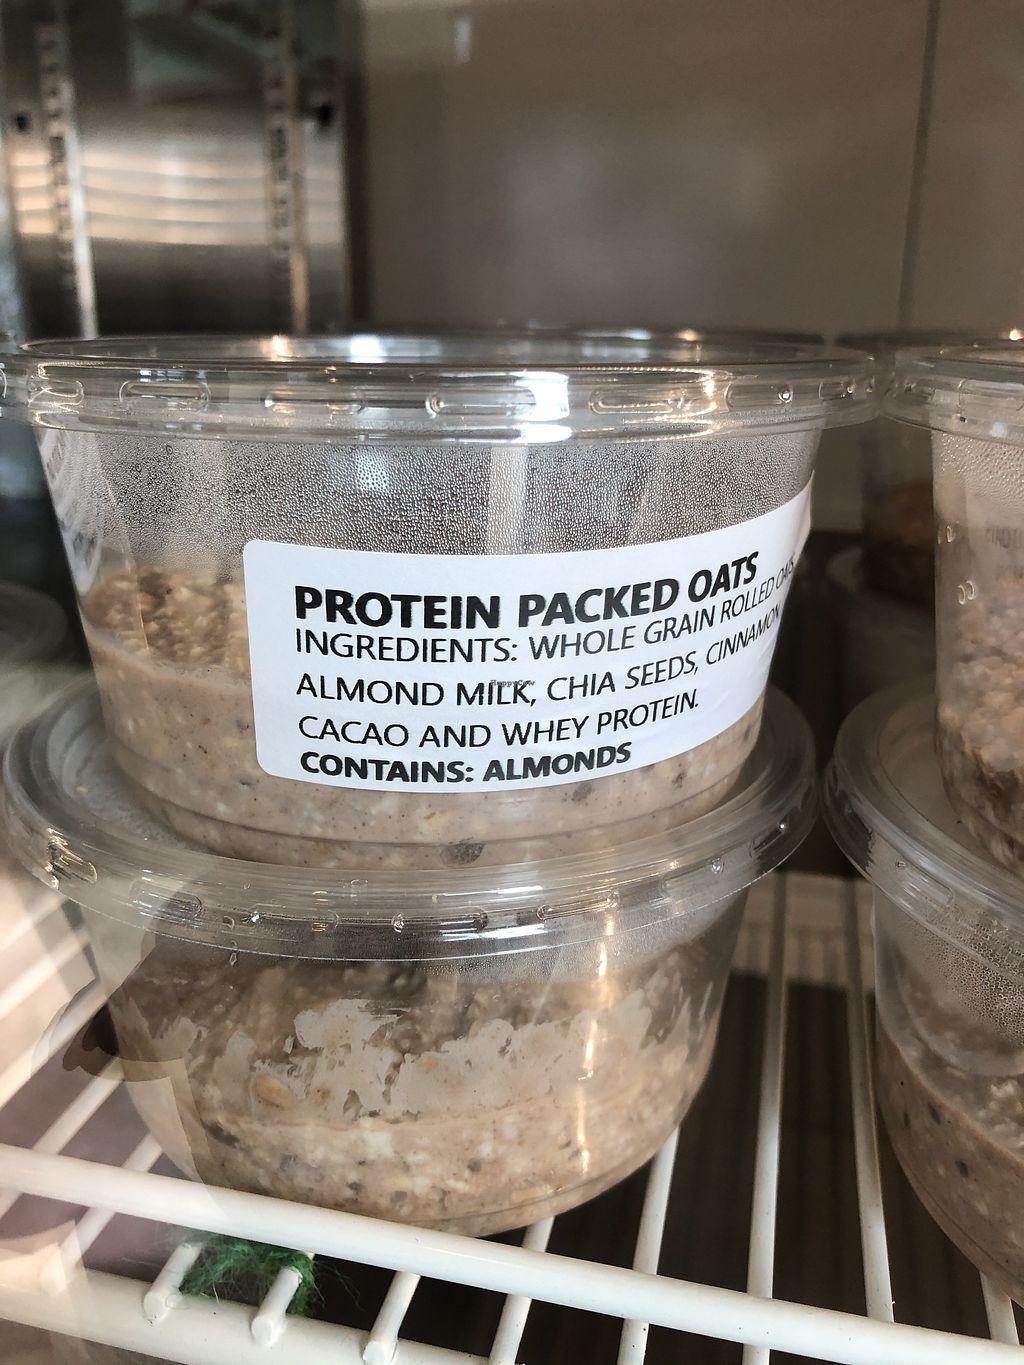 PROTEIN PACKED OATS
INGREDIENTS: WHOLE GRAIN ROLLED OATS,
ALMOND MILK, CHIA SEEDS, CINNAMON,
CACAO AND WHEY PROTEIN.
CONTAINS: ALMONDS
HappyCow